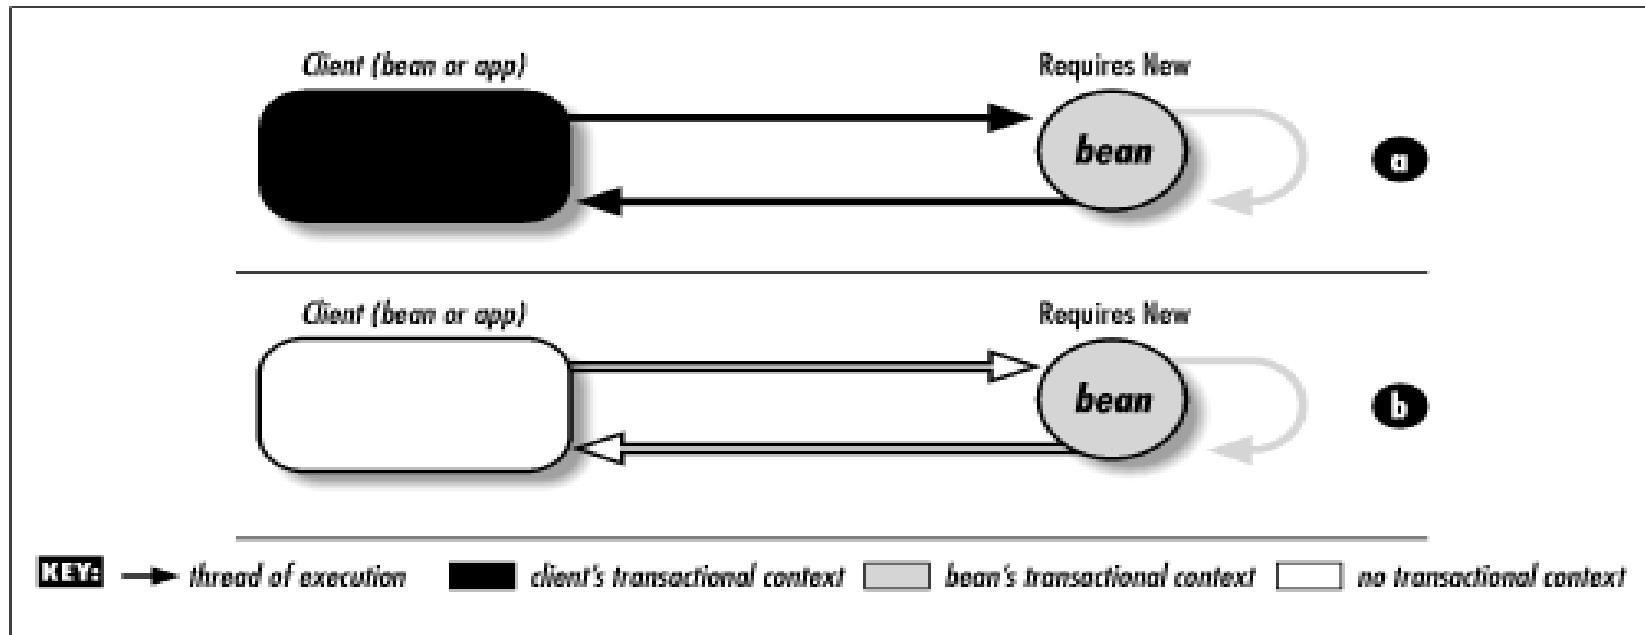 Client (bean or app) Requires New
bean
a
Client (bean or app) Requires New
bean
b
KEY: thread of execution client's transactional context bean's transactional context no transactional context